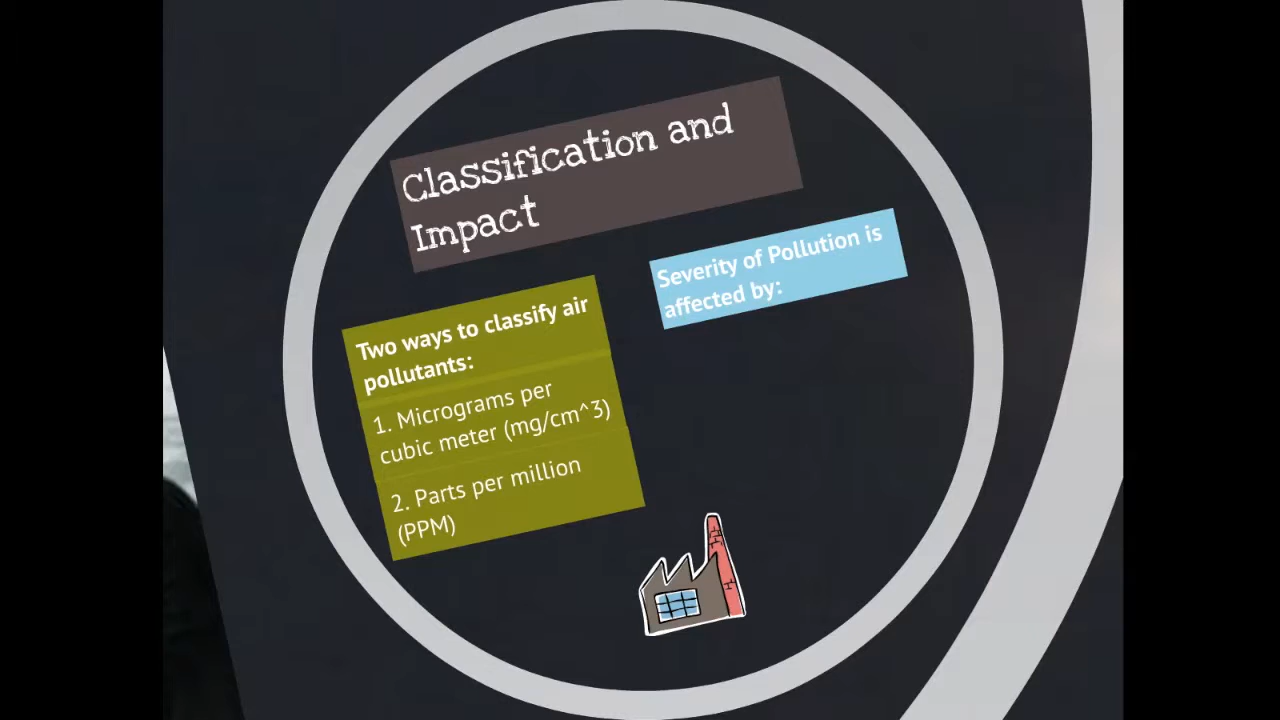 Classification and
Impact
Two ways to classify air
pollutants:
1. Micrograms per
cubic meter (mg/cm^3)
2. Parts per million
(PPM)
Severity of Pollution is
affected by: